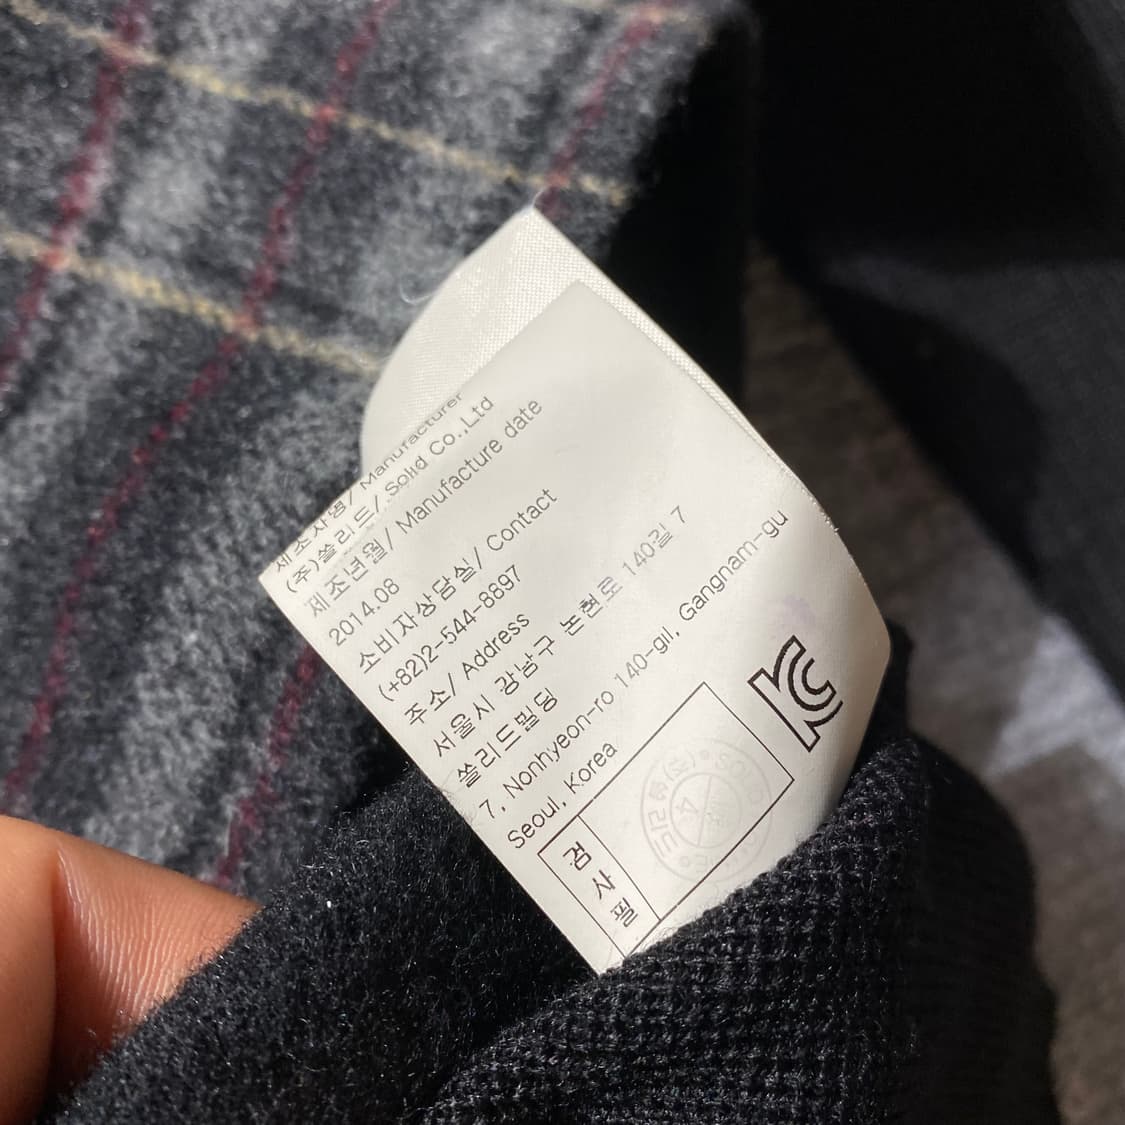 제조자명/ Manufacturer
(주)쏠리드/ Solid Co.,Ltd
제조년월/ Manufacture date
2014.08
소비자상담실/ Contact
(+82)2-544-8897
주소/ Address
서울시 강남구 논현로 140길 7
쏠리드빌딩
7, Nonhyeon-ro 140-gil, Gangnam-gu
Seoul, Korea
검사필